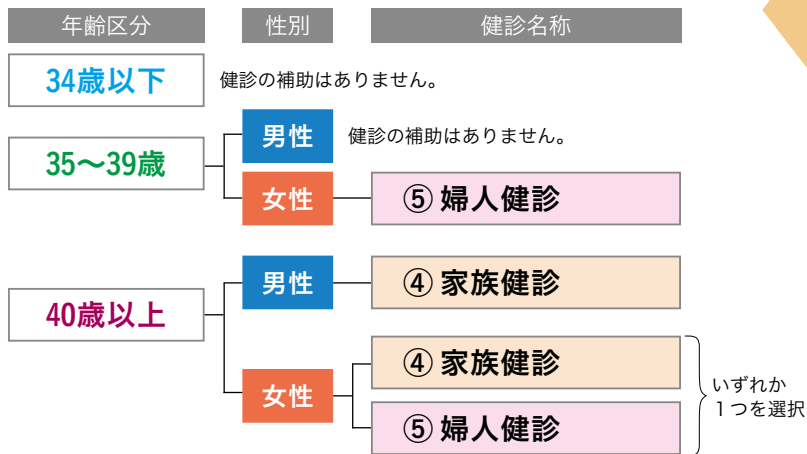 年齢区分 性別 健診名称
34歳以下 健診の補助はありません。
35〜39歳
男性 健診の補助はありません。
女性 ⑤ 婦人健診
40歳以上
男性 ④ 家族健診
女性
④ 家族健診
⑤ 婦人健診
いずれか
1つを選択